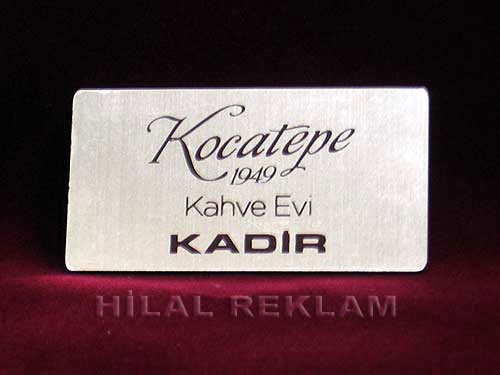 Kocatepe
1949
Kahve Evi
KADİR
HİLAL REKLAM